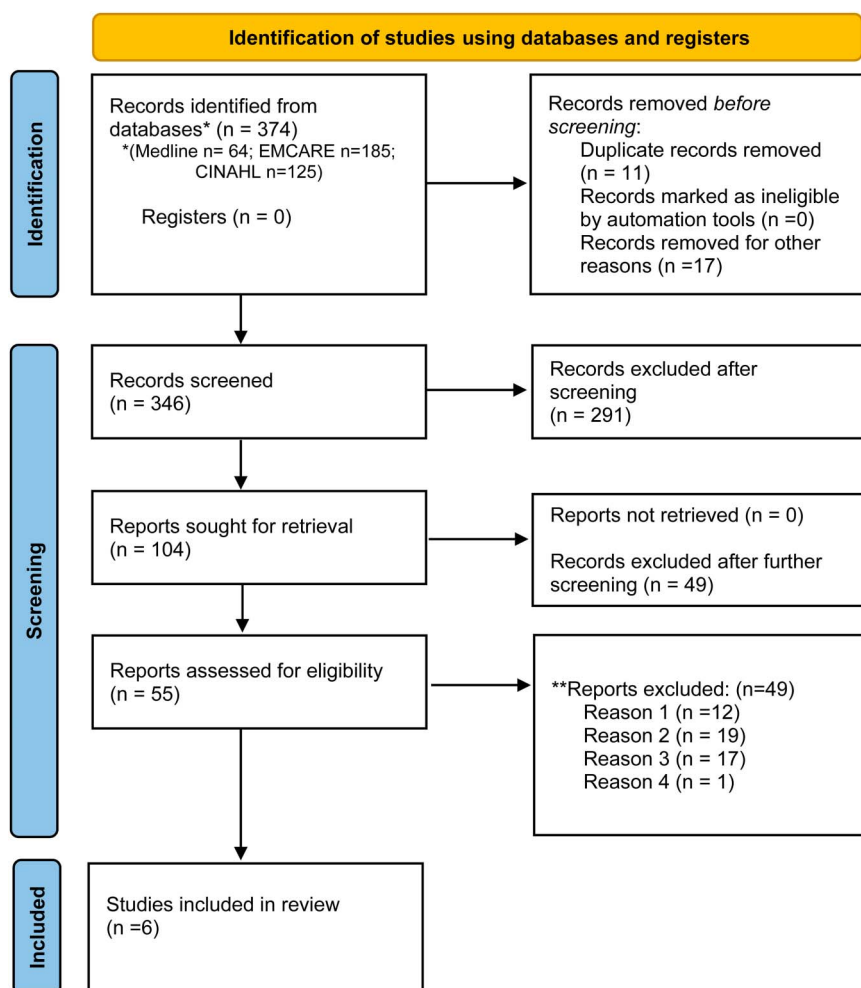 Identification of studies using databases and registers
Identification
Records identified from
databases* (n = 374)
*(Medline n= 64; EMCARE n=185;
CINAHL n=125)
Registers (n = 0)
Records removed before
screening:
Duplicate records removed
(n = 11)
Records marked as ineligible
by automation tools (n =0)
Records removed for other
reasons (n =17)
Screening
Records screened
(n = 346)
Records excluded after
screening
(n = 291)
Reports sought for retrieval
(n = 104)
Reports not retrieved (n = 0)
Records excluded after further
screening (n = 49)
Reports assessed for eligibility
(n = 55)
**Reports excluded: (n=49)
Reason 1 (n =12)
Reason 2 (n = 19)
Reason 3 (n = 17)
Reason 4 (n = 1)
Included
Studies included in review
(n =6)